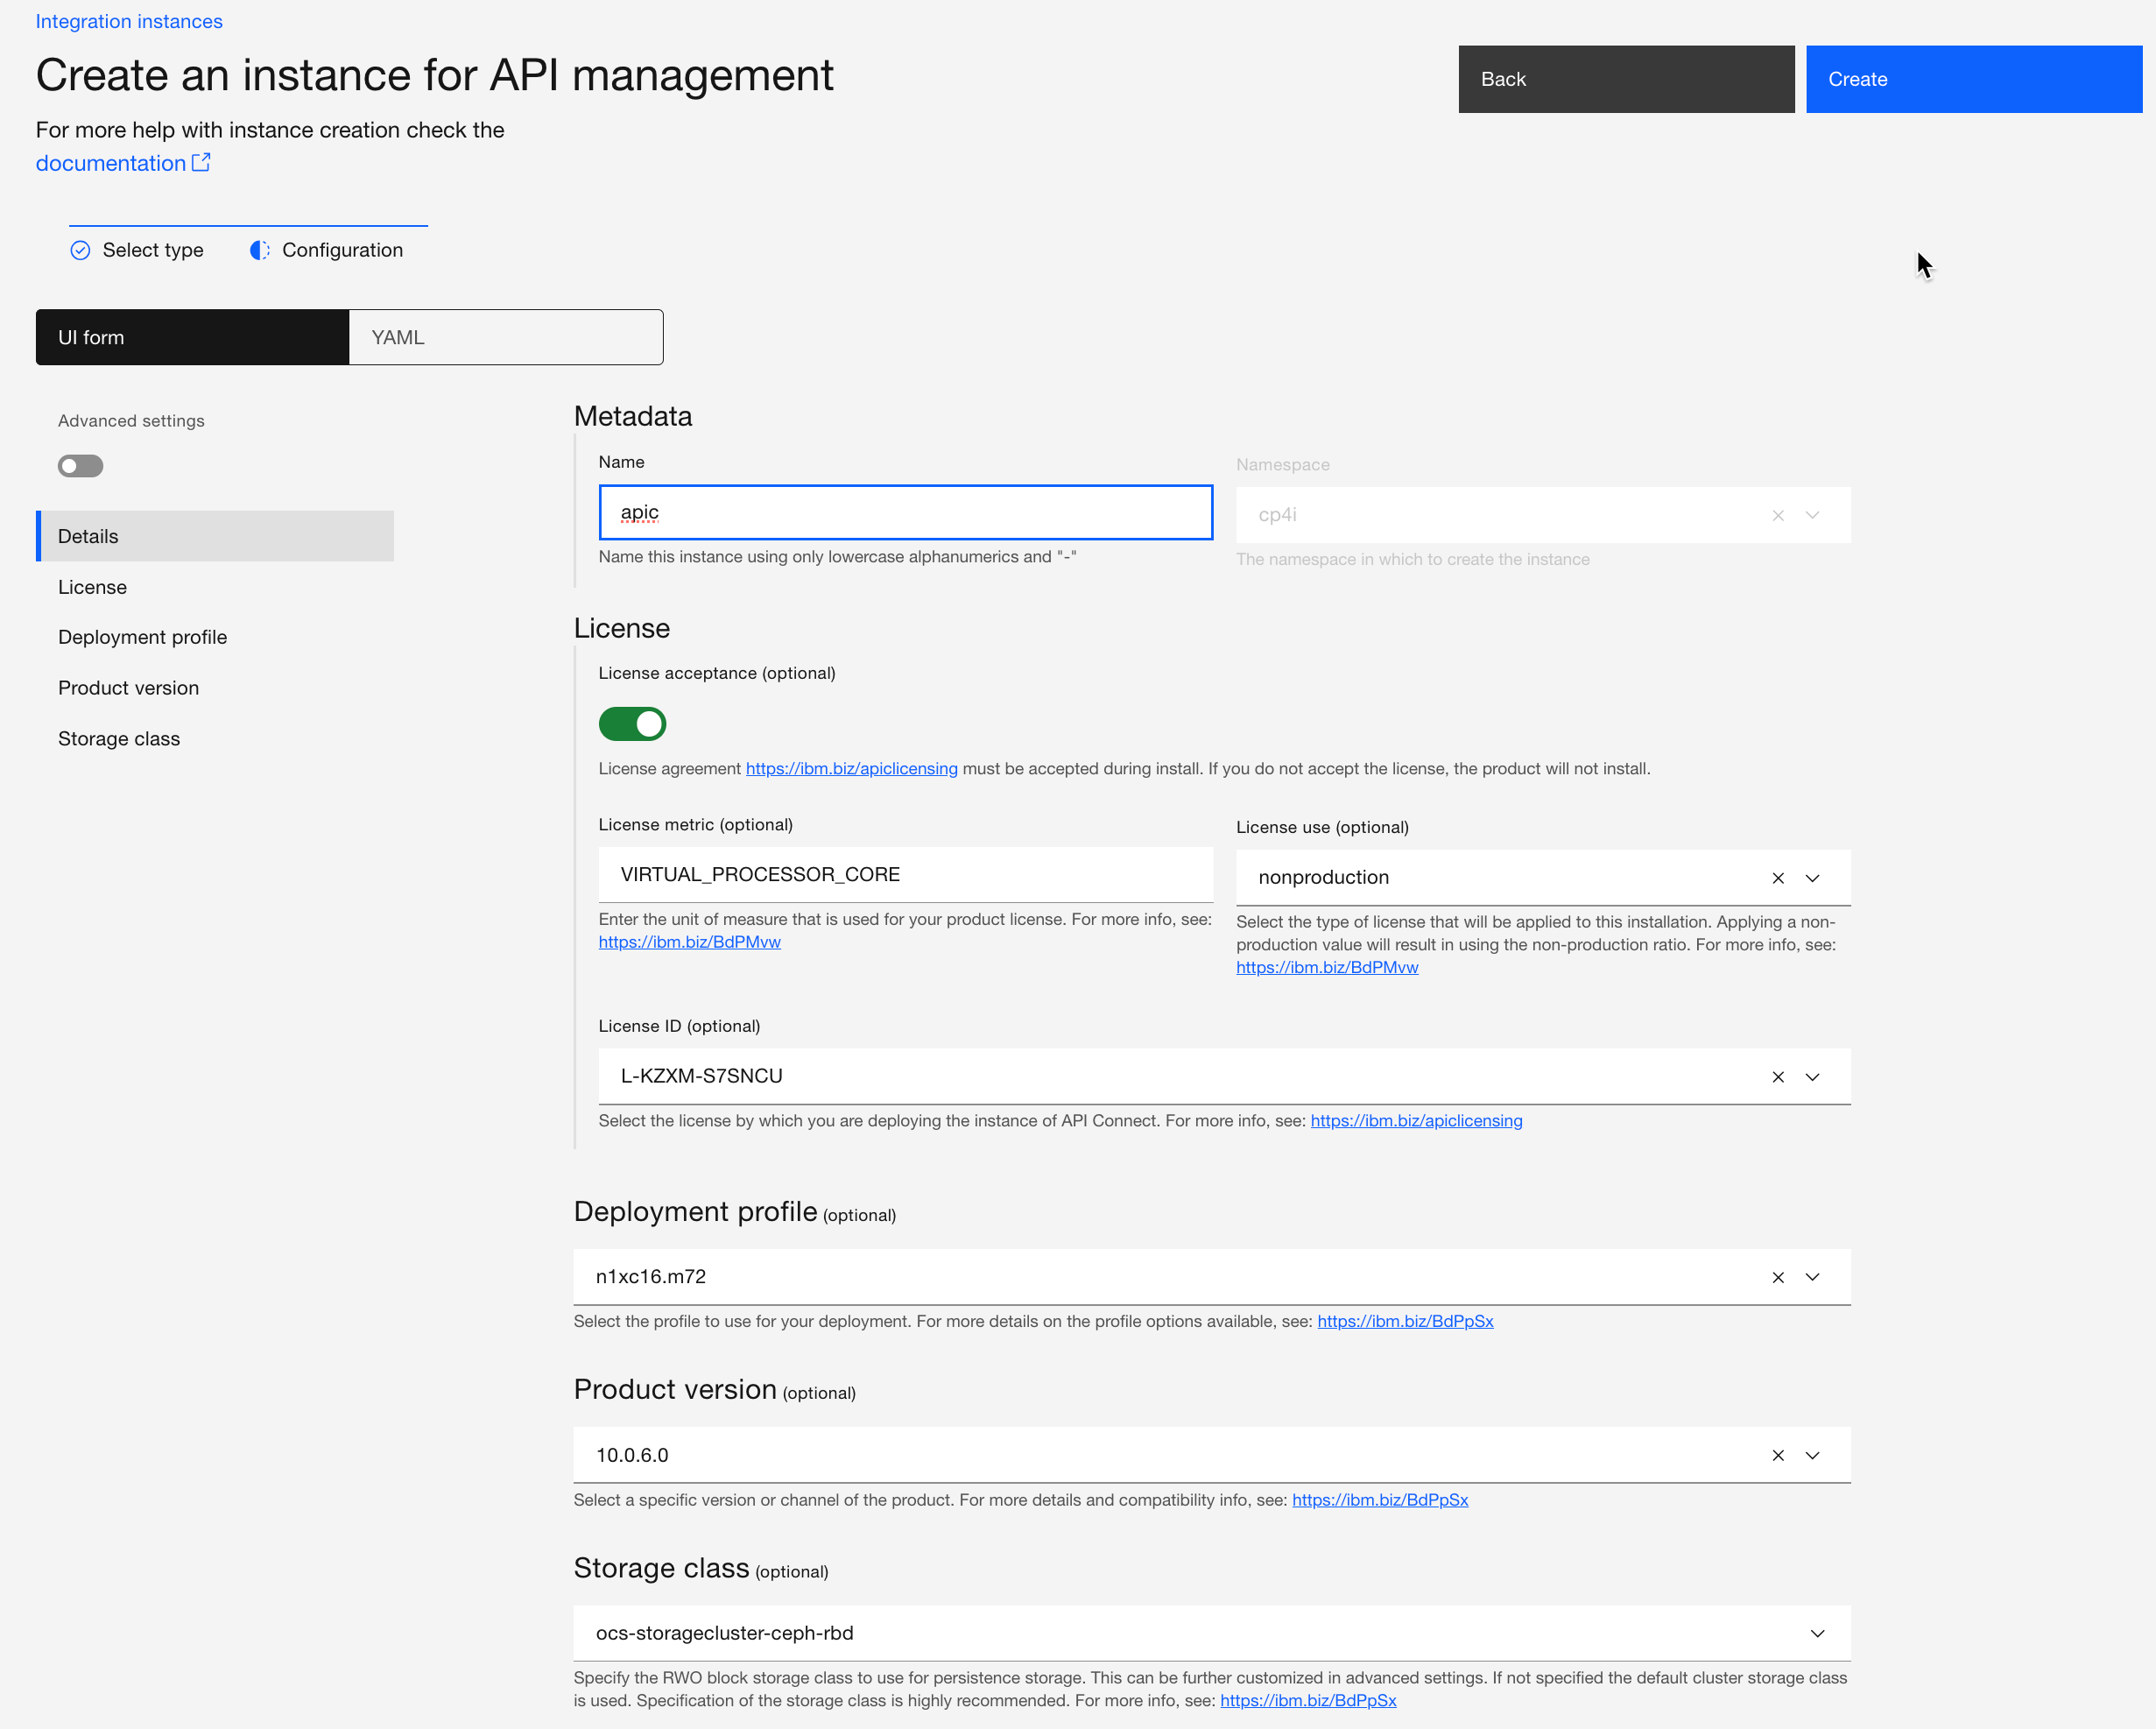 Integration instances
Create an instance for API management
Back
Create
For more help with instance creation check the
documentation
Select type
Configuration
UI form
YAML
Advanced settings
Details
License
Deployment profile
Product version
Storage class
Metadata
Name
apic
Name this instance using only lowercase alphanumerics and "-"
Namespace
cp4i
The namespace in which to create the instance
License
License acceptance (optional)
License agreement https://ibm.biz/apiclicensing must be accepted during install. If you do not accept the license, the product will not install.
License metric (optional)
VIRTUAL_PROCESSOR_CORE
Enter the unit of measure that is used for your product license. For more info, see:
https://ibm.biz/BdPMvw
License use (optional)
nonproduction
Select the type of license that will be applied to this installation. Applying a non-
production value will result in using the non-production ratio. For more info, see:
https://ibm.biz/BdPMvw
License ID (optional)
L-KZXM-S7SNCU
Select the license by which you are deploying the instance of API Connect. For more info, see: https://ibm.biz/apiclicensing
Deployment profile (optional)
n1xc16.m72
Select the profile to use for your deployment. For more details on the profile options available, see: https://ibm.biz/BdPpSx
Product version (optional)
10.0.6.0
Select a specific version or channel of the product. For more details and compatibility info, see: https://ibm.biz/BdPpSx
Storage class (optional)
ocs-storagecluster-ceph-rbd
Specify the RWO block storage class to use for persistence storage. This can be further customized in advanced settings. If not specified the default cluster storage class
is used. Specification of the storage class is highly recommended. For more info, see: https://ibm.biz/BdPpSx